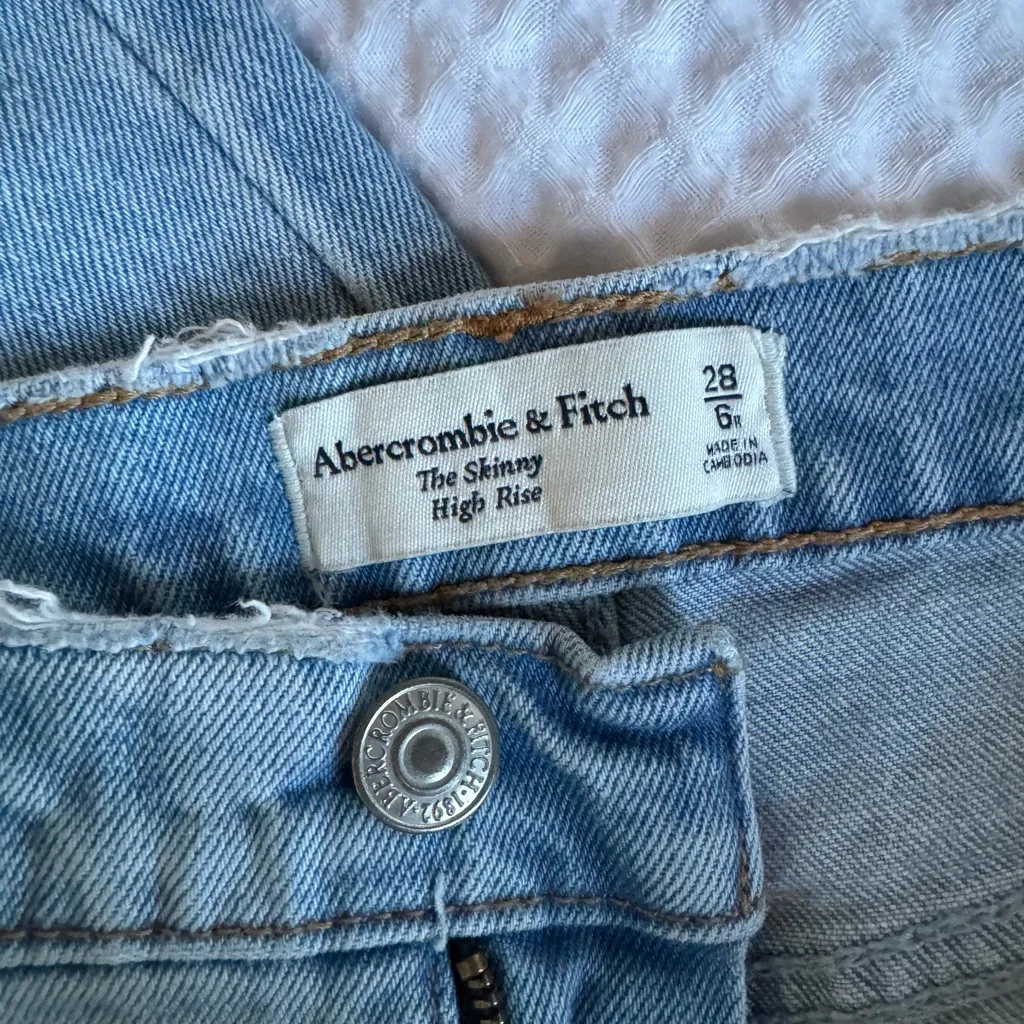 Abercrombie & Fitch
The Skinny
High Rise
28
6R
MADE IN
CAMBODIA
ABERCROMBIE & FITCH · 1892 ·